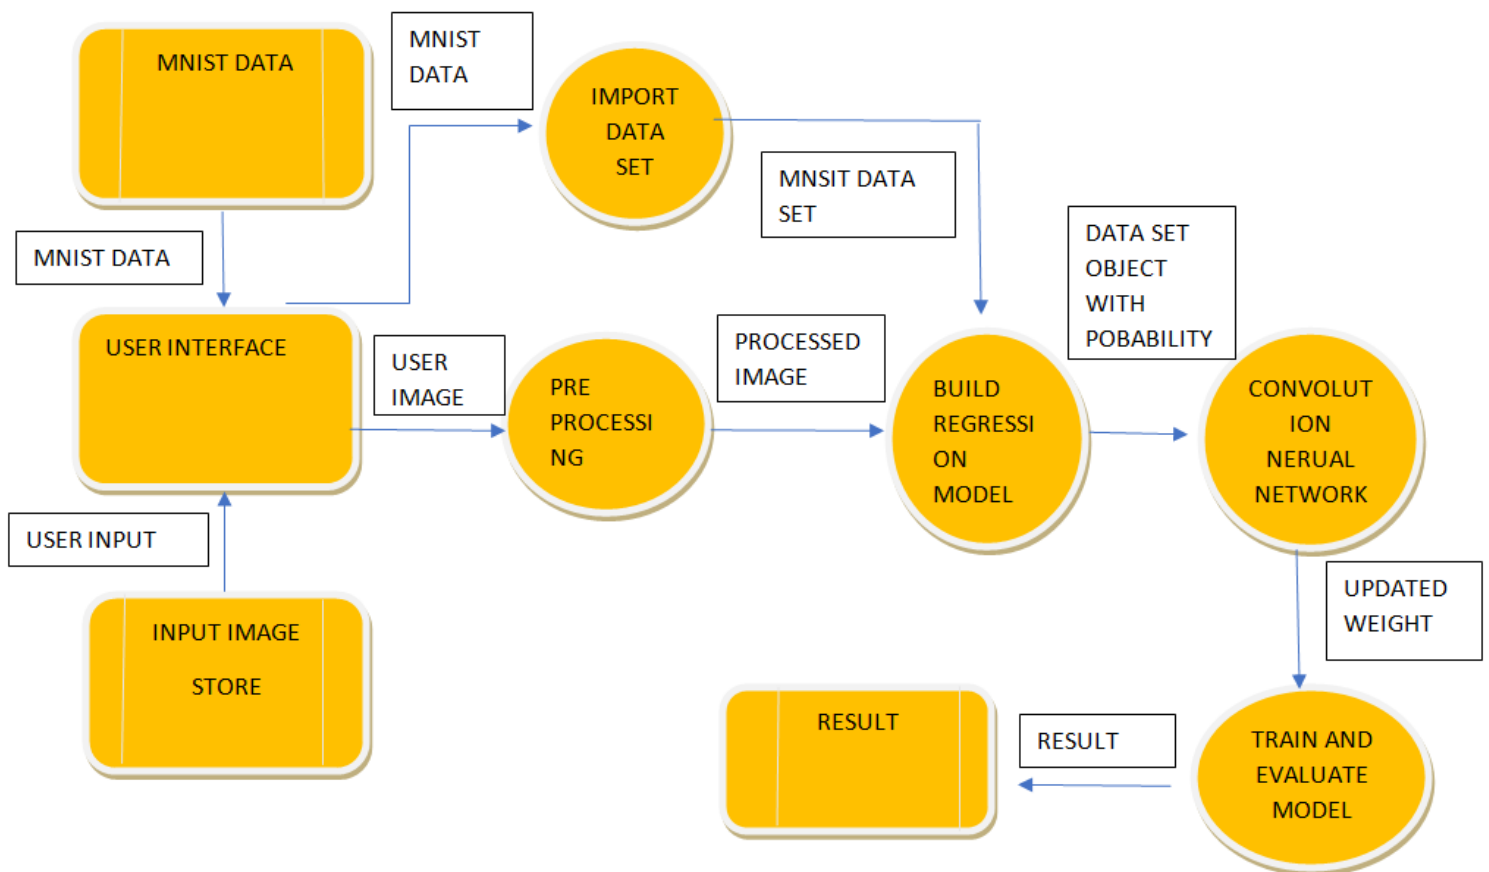 MNIST DATA
MNIST
DATA
IMPORT
DATA
SET
MNSIT DATA
SET
MNIST DATA
DATA SET
OBJECT
WITH
POBABILITY
USER INTERFACE
USER
IMAGE
PRE
PROCESSI
NG
PROCESSED
IMAGE
BUILD
REGRESSI
ON
MODEL
CONVOLUT
ION
NERUAL
NETWORK
USER INPUT
INPUT IMAGE
STORE
UPDATED
WEIGHT
RESULT
RESULT
TRAIN AND
EVALUATE
MODEL